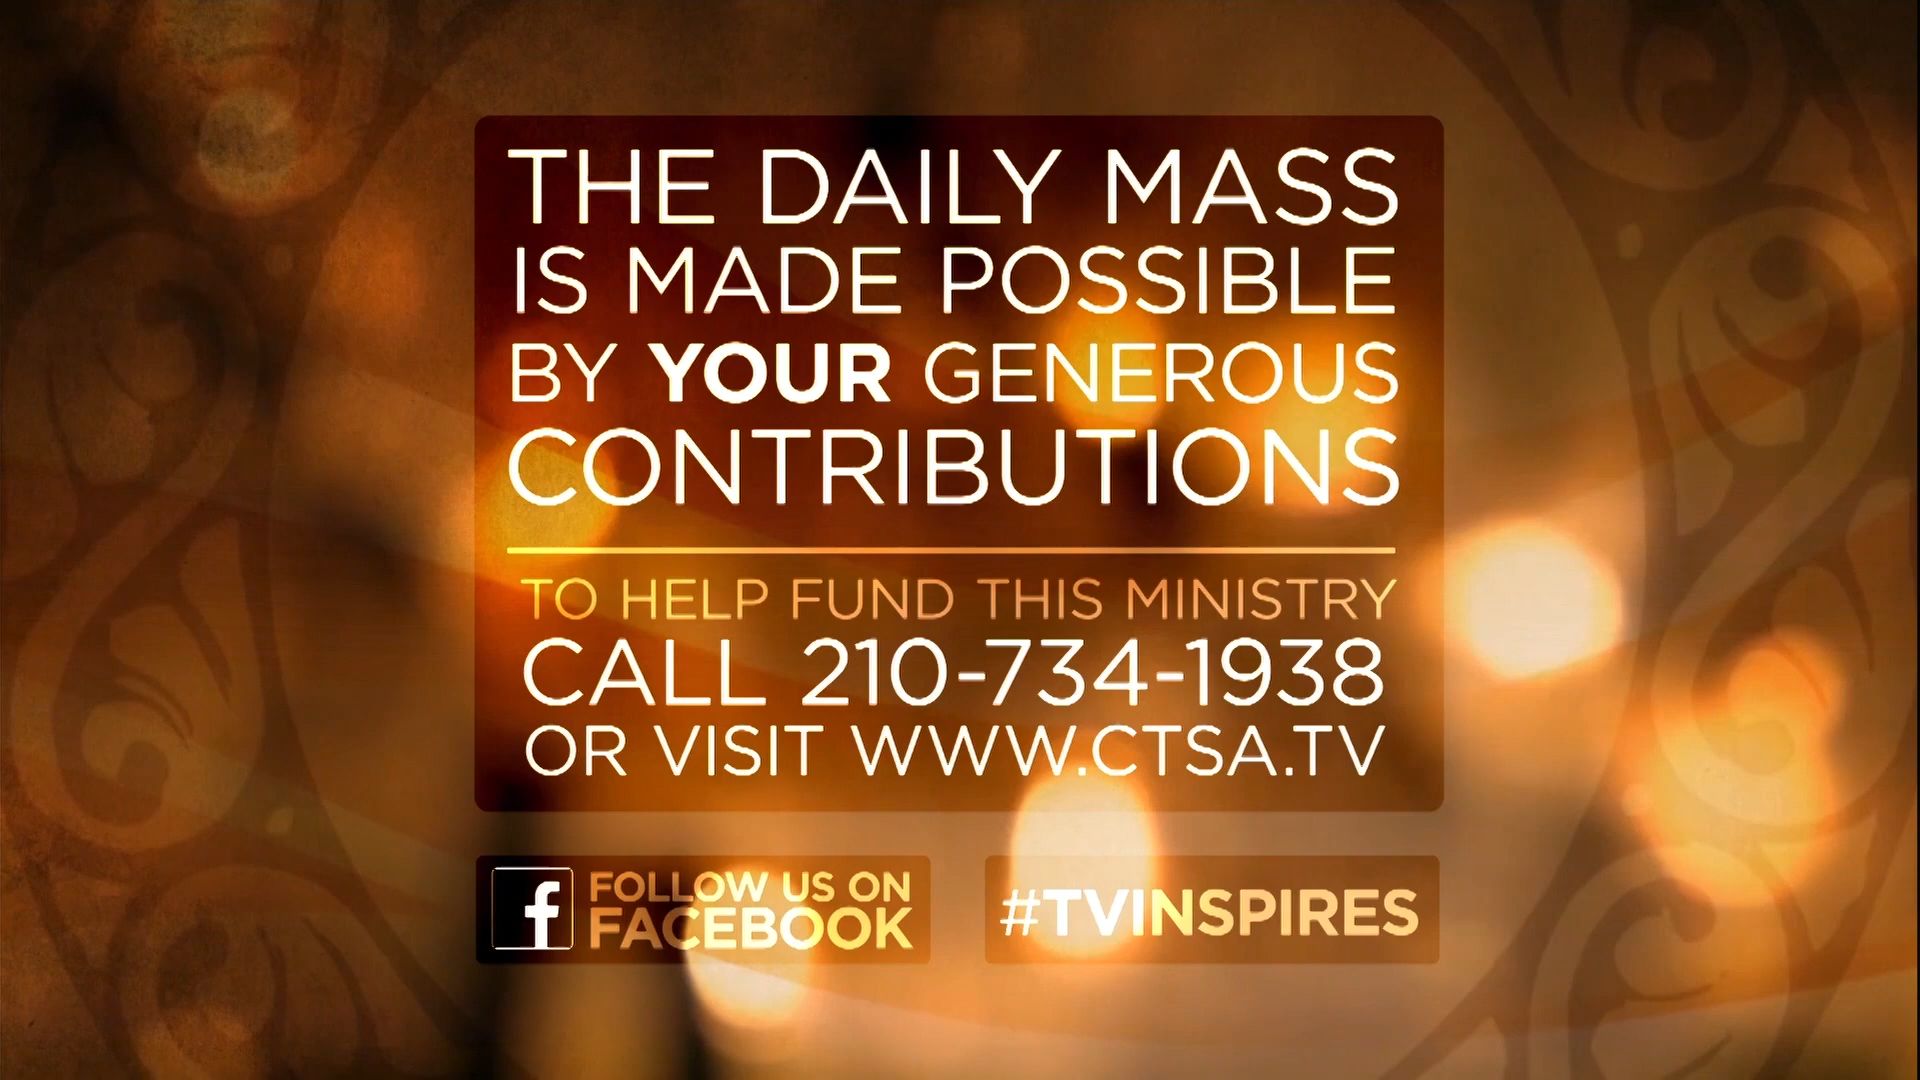 THE DAILY MASS
IS MADE POSSIBLE
BY YOUR GENEROUS
CONTRIBUTIONS
TO HELP FUND THIS MINISTRY
CALL 210-734-1938
OR VISIT WWW.CTSA.TV
f FOLLOW US ON
FACEBOOK
#TVINSPIRES